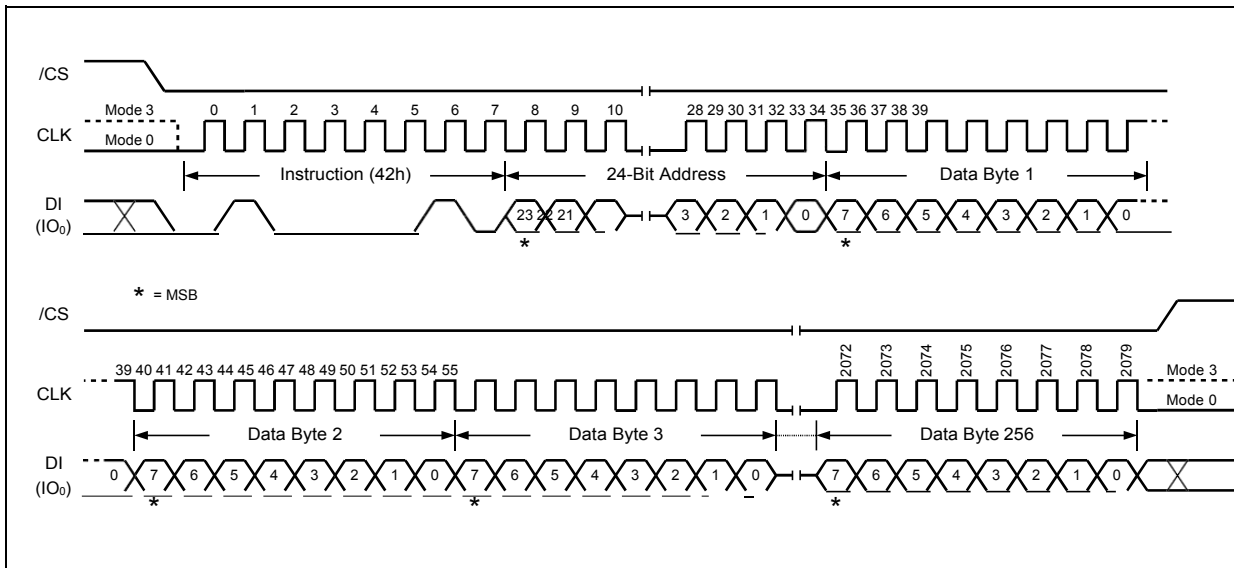 /CS
Mode 3
0 1 2 3 4 5 6 7 8 9 10 28 29 30 31 32 33 34 35 36 37 38 39
CLK
Mode 0
Instruction (42h) 24-Bit Address Data Byte 1
DI
(IO0)
23 22 21 3 2 1 0 7 6 5 4 3 2 1 0
* *
* = MSB
/CS
39 40 41 42 43 44 45 46 47 48 49 50 51 52 53 54 55 2072 2073 2074 2075 2076 2077 2078 2079
Mode 3
CLK
Mode 0
Data Byte 2 Data Byte 3 Data Byte 256
DI
(IO0)
0 7 6 5 4 3 2 1 0 7 6 5 4 3 2 1 0 7 6 5 4 3 2 1 0
* * *